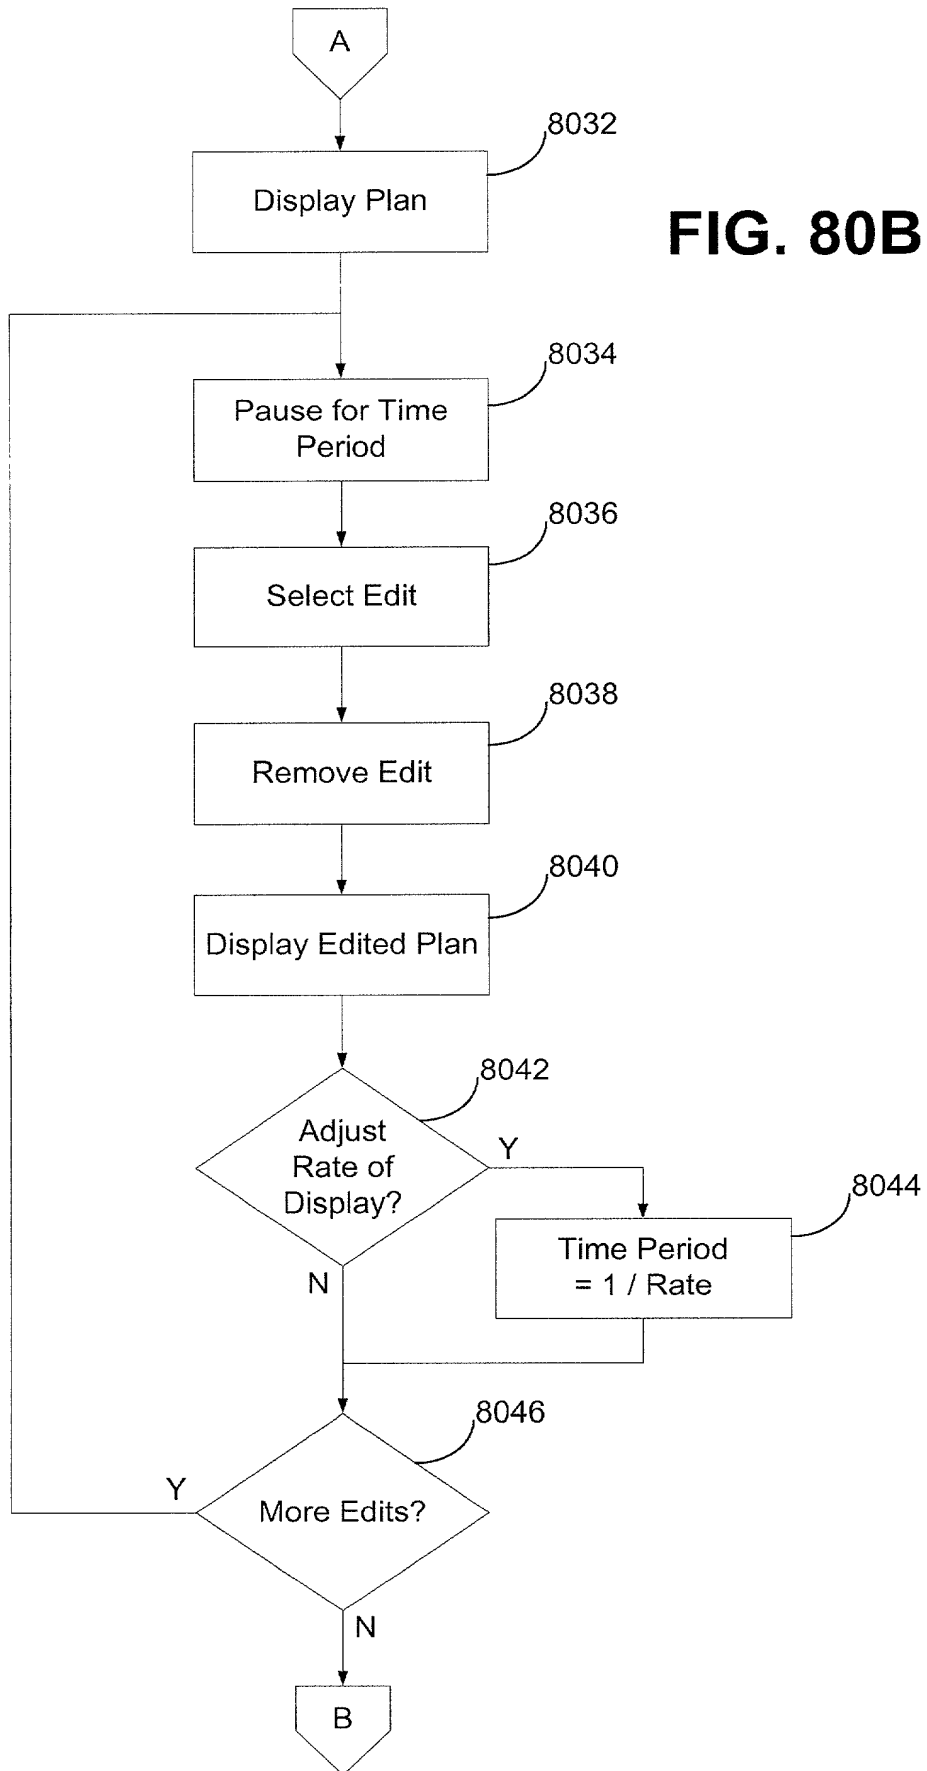 A
8032
Display Plan
FIG. 80B
8034
Pause for Time
Period
8036
Select Edit
8038
Remove Edit
8040
Display Edited Plan
8042
Adjust
Rate of
Display?
Y
8044
Time Period
= 1 / Rate
N
8046
Y
More Edits?
N
B